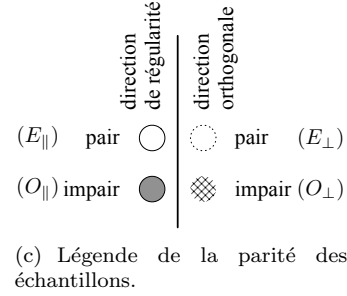 direction
de régularité
direction
orthogonale
(E∥) pair pair (E⊥)
(O∥) impair impair (O⊥)
(c) Légende de la parité des
échantillons.